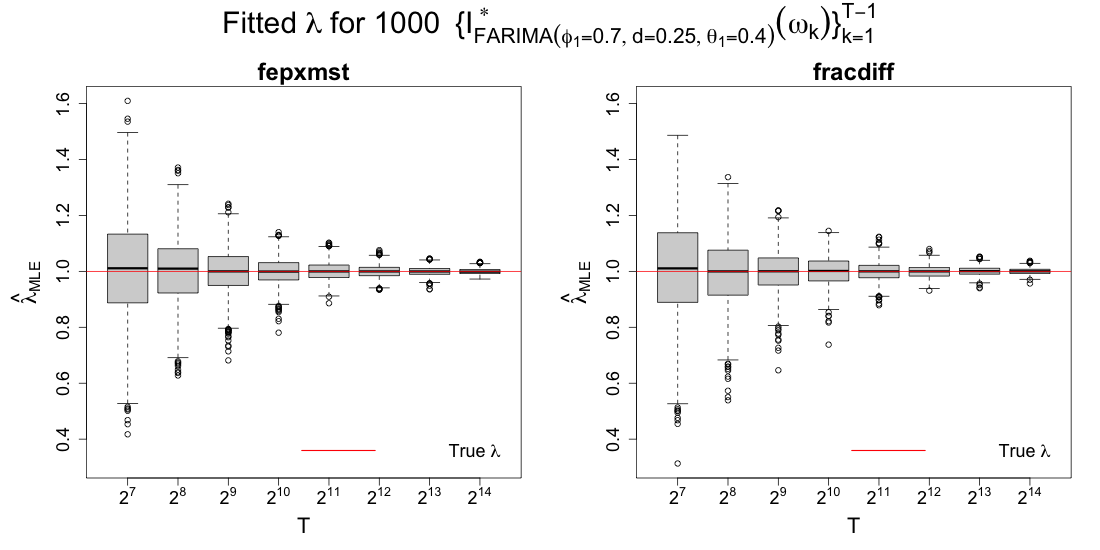 Fitted λ for 1000 {I*FARIMA(ϕ1=0.7, d=0.25, θ1=0.4)(ωk)}T−1k=1
fepxmst
fracdiff
λ̂MLE
1.6
1.4
1.2
1.0
0.8
0.6
0.4
True λ
2^7 2^8 2^9 2^10 2^11 2^12 2^13 2^14
T
λ̂MLE
1.6
1.4
1.2
1.0
0.8
0.6
0.4
True λ
2^7 2^8 2^9 2^10 2^11 2^12 2^13 2^14
T